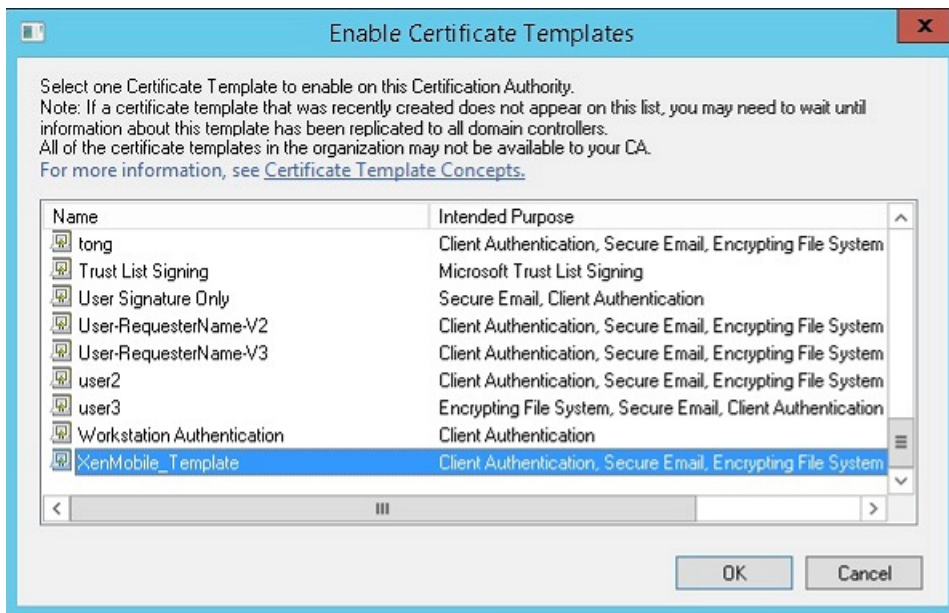 Enable Certificate Templates
x
Select one Certificate Template to enable on this Certification Authority.
Note: If a certificate template that was recently created does not appear on this list, you may need to wait until
information about this template has been replicated to all domain controllers.
All of the certificate templates in the organization may not be available to your CA.
For more information, see Certificate Template Concepts.
Name Intended Purpose
tong Client Authentication, Secure Email, Encrypting File System
Trust List Signing Microsoft Trust List Signing
User Signature Only Secure Email, Client Authentication
User-RequesterName-V2 Client Authentication, Secure Email, Encrypting File System
User-RequesterName-V3 Client Authentication, Secure Email, Encrypting File System
user2 Client Authentication, Secure Email, Encrypting File System
user3 Encrypting File System, Secure Email, Client Authentication
Workstation Authentication Client Authentication
XenMobile_Template Client Authentication, Secure Email, Encrypting File System
OK Cancel